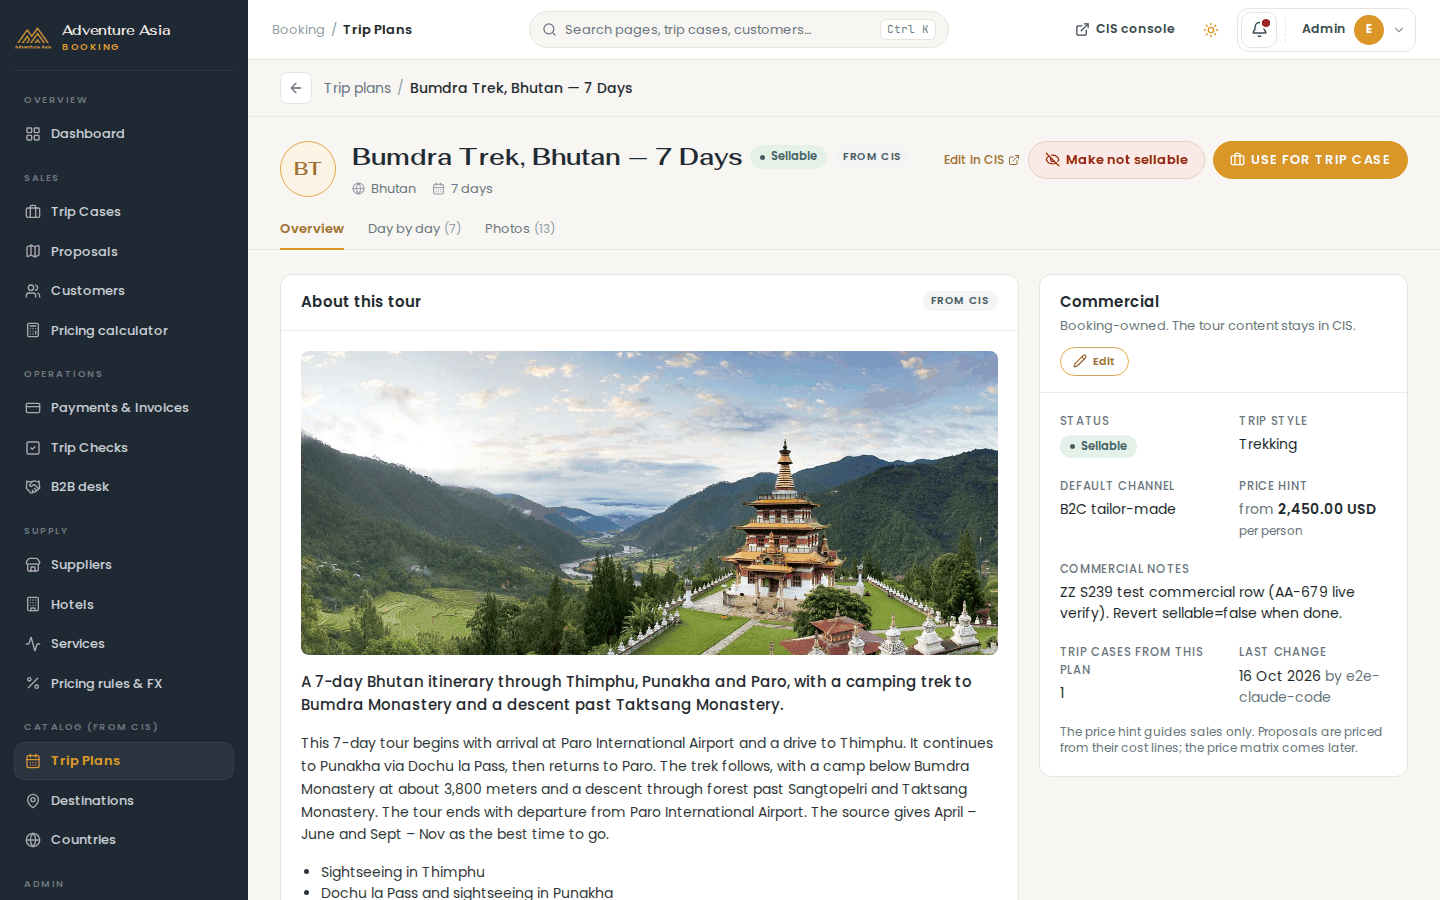 Adventure Asia
BOOKING
Adventure Asia
OVERVIEW
Dashboard
SALES
Trip Cases
Proposals
Customers
Pricing calculator
OPERATIONS
Payments & Invoices
Trip Checks
B2B desk
SUPPLY
Suppliers
Hotels
Services
Pricing rules & FX
CATALOG (FROM CIS)
Trip Plans
Destinations
Countries
ADMIN
Booking / Trip Plans
Search pages, trip cases, customers…
Ctrl K
CIS console
Admin
E
Trip plans / Bumdra Trek, Bhutan — 7 Days
BT
Bumdra Trek, Bhutan — 7 Days
Sellable
FROM CIS
Bhutan
7 days
Edit in CIS
Make not sellable
USE FOR TRIP CASE
Overview
Day by day (7)
Photos (13)
About this tour
FROM CIS
A 7-day Bhutan itinerary through Thimphu, Punakha and Paro, with a camping trek to
Bumdra Monastery and a descent past Taktsang Monastery.
This 7-day tour begins with arrival at Paro International Airport and a drive to Thimphu. It continues
to Punakha via Dochu la Pass, then returns to Paro. The trek follows, with a camp below Bumdra
Monastery at about 3,800 meters and a descent through forest past Sangtopelri and Taktsang
Monastery. The tour ends with departure from Paro International Airport. The source gives April –
June and Sept – Nov as the best time to go.
Sightseeing in Thimphu
Dochu la Pass and sightseeing in Punakha
Commercial
Booking-owned. The tour content stays in CIS.
Edit
STATUS
Sellable
TRIP STYLE
Trekking
DEFAULT CHANNEL
B2C tailor-made
PRICE HINT
from 2,450.00 USD
per person
COMMERCIAL NOTES
ZZ S239 test commercial row (AA-679 live
verify). Revert sellable=false when done.
TRIP CASES FROM THIS
PLAN
1
LAST CHANGE
16 Oct 2026 by e2e-
claude-code
The price hint guides sales only. Proposals are priced
from their cost lines; the price matrix comes later.